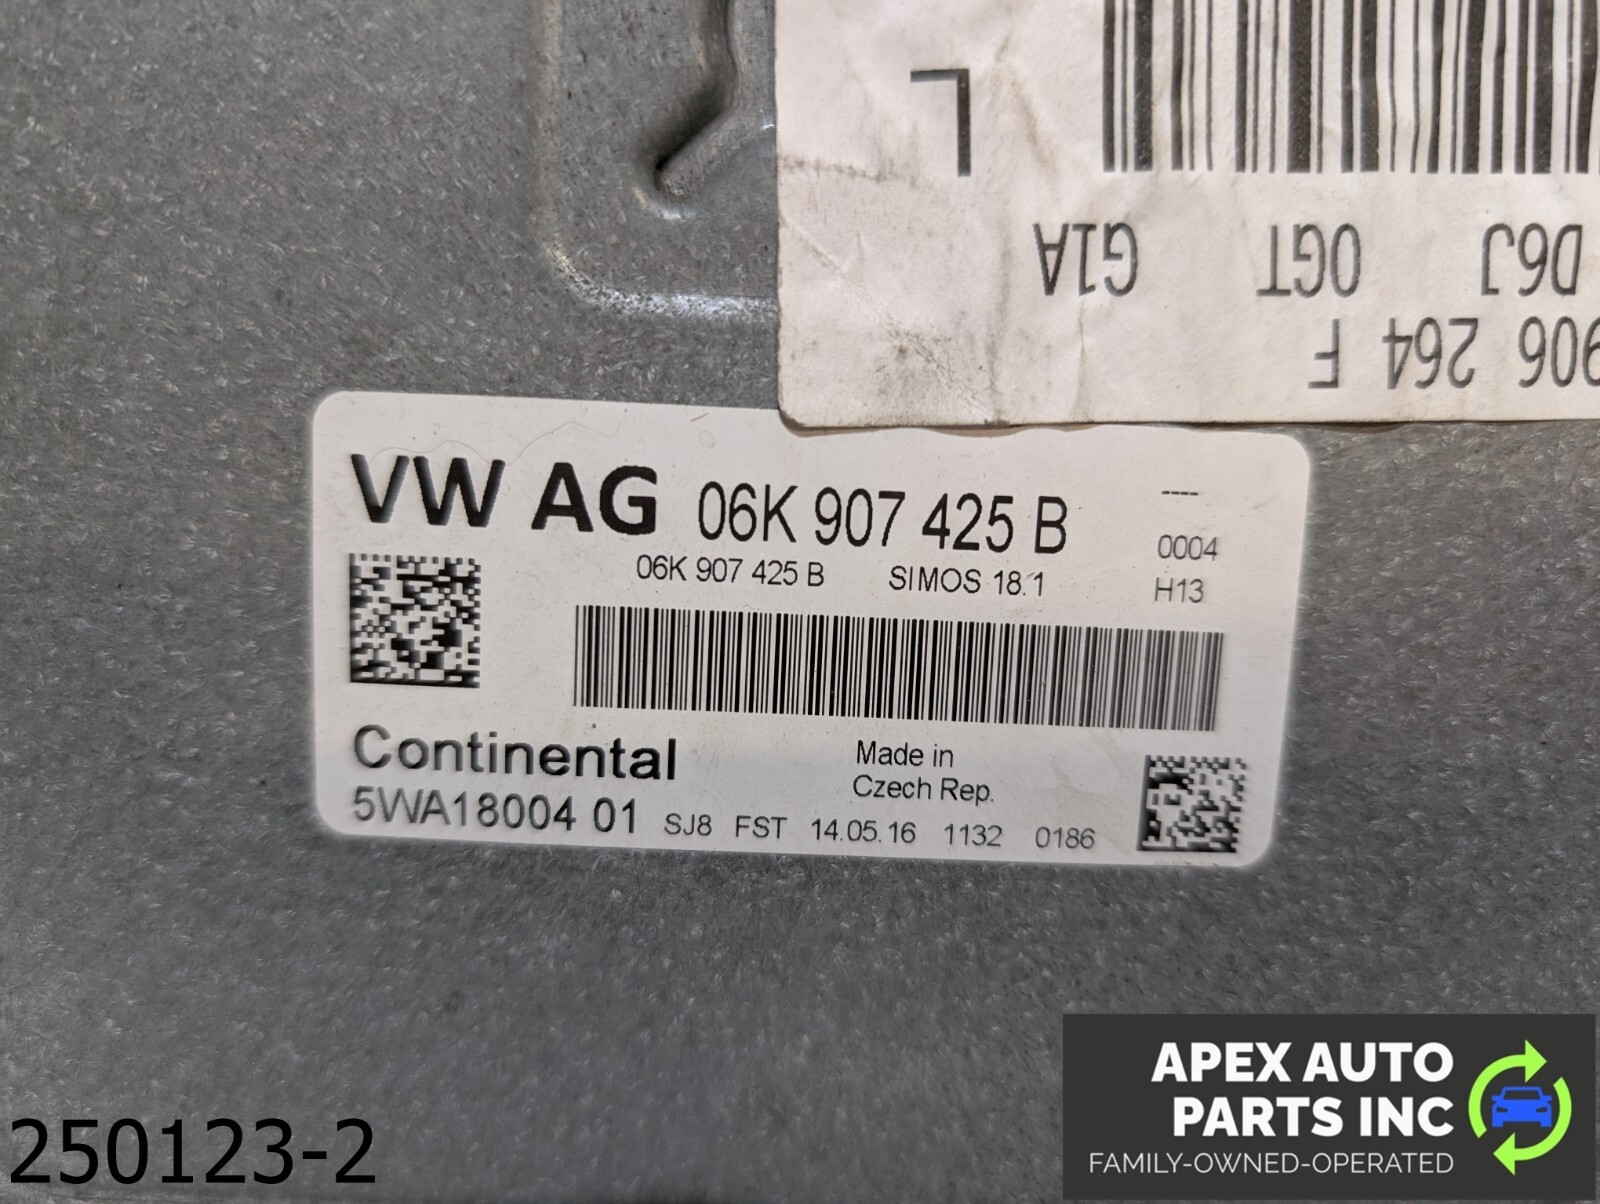 L
G1A 0GT D6J
906 264 F
VW AG 06K 907 425 B ----
06K 907 425 B SIMOS 18.1 0004
H13
Continental Made in
Czech Rep.
5WA18004 01 SJ8 FST 14.05.16 1132 0186
APEX AUTO
PARTS INC
FAMILY-OWNED-OPERATED
250123-2